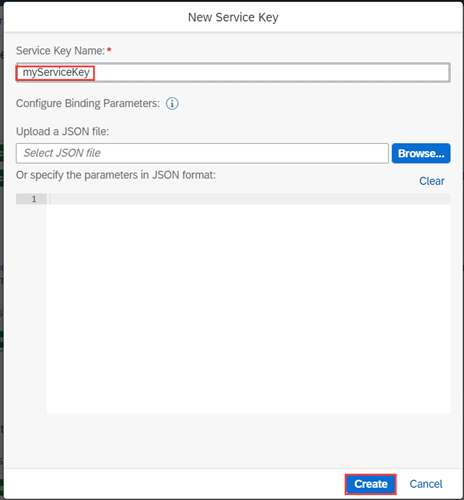 New Service Key
Service Key Name: *
myServiceKey
Configure Binding Parameters:
Upload a JSON file:
Select JSON file
Browse...
Or specify the parameters in JSON format:
Clear
1
Create
Cancel